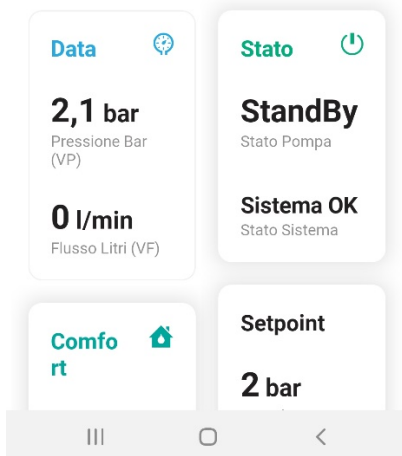 Data
2,1 bar
Pressione Bar
(VP)
0 l/min
Flusso Litri (VF)
Stato
StandBy
Stato Pompa
Sistema OK
Stato Sistema
Comfo
rt
Setpoint
2 bar